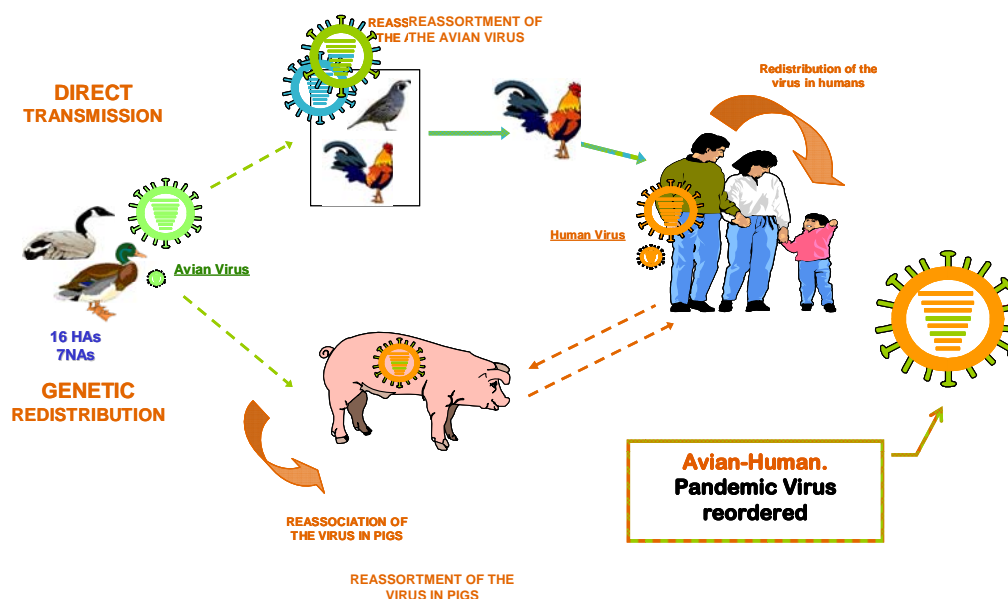 REASSREASSORTMENT OF
THE /THE AVIAN VIRUS
DIRECT
TRANSMISSION
Redistribution of the
virus in humans
Human Virus
Avian Virus
16 HAs
7NAs
GENETIC
REDISTRIBUTION
Avian-Human.
Pandemic Virus
reordered
REASSOCIATION OF
THE VIRUS IN PIGS
REASSORTMENT OF THE
VIRUS IN PIGS